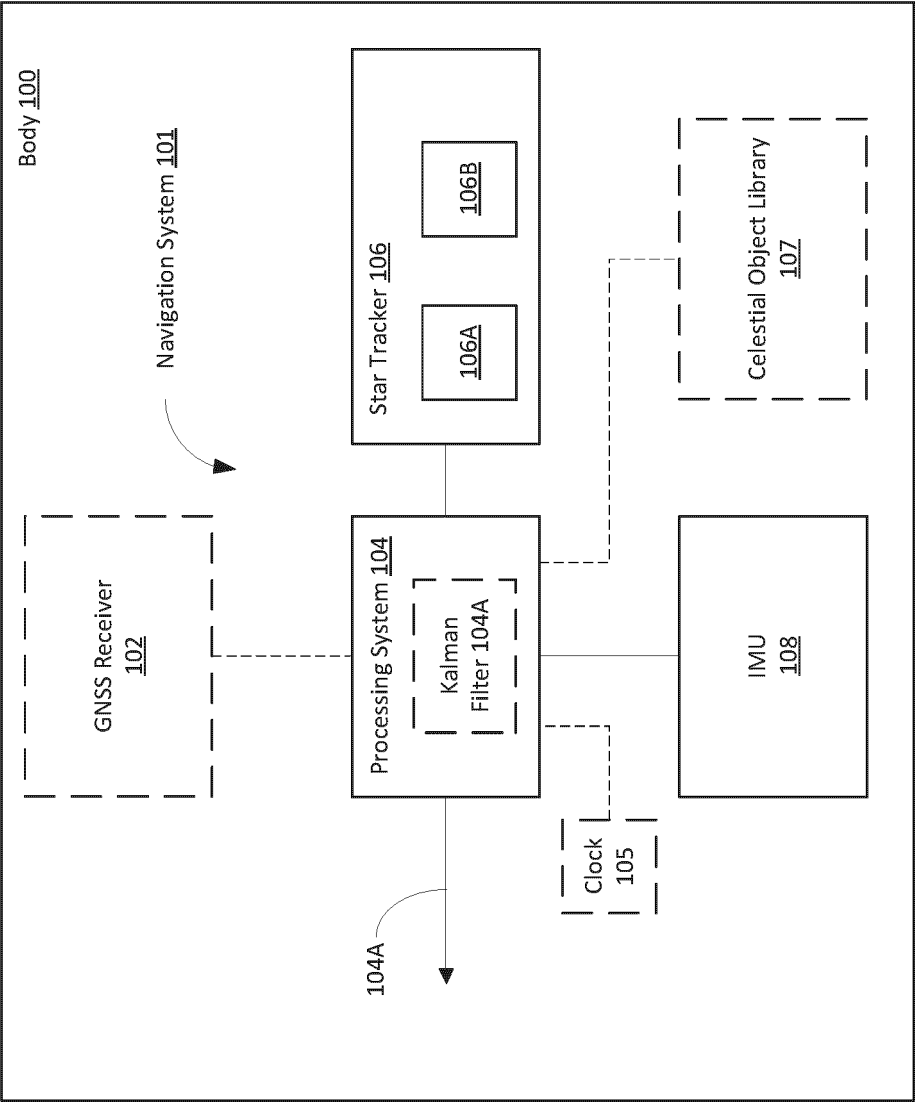 Body 100
Navigation System 101
GNSS Receiver
102
Processing System 104
Kalman
Filter 104A
Star Tracker 106
106A
106B
104A
Clock
105
IMU
108
Celestial Object Library
107